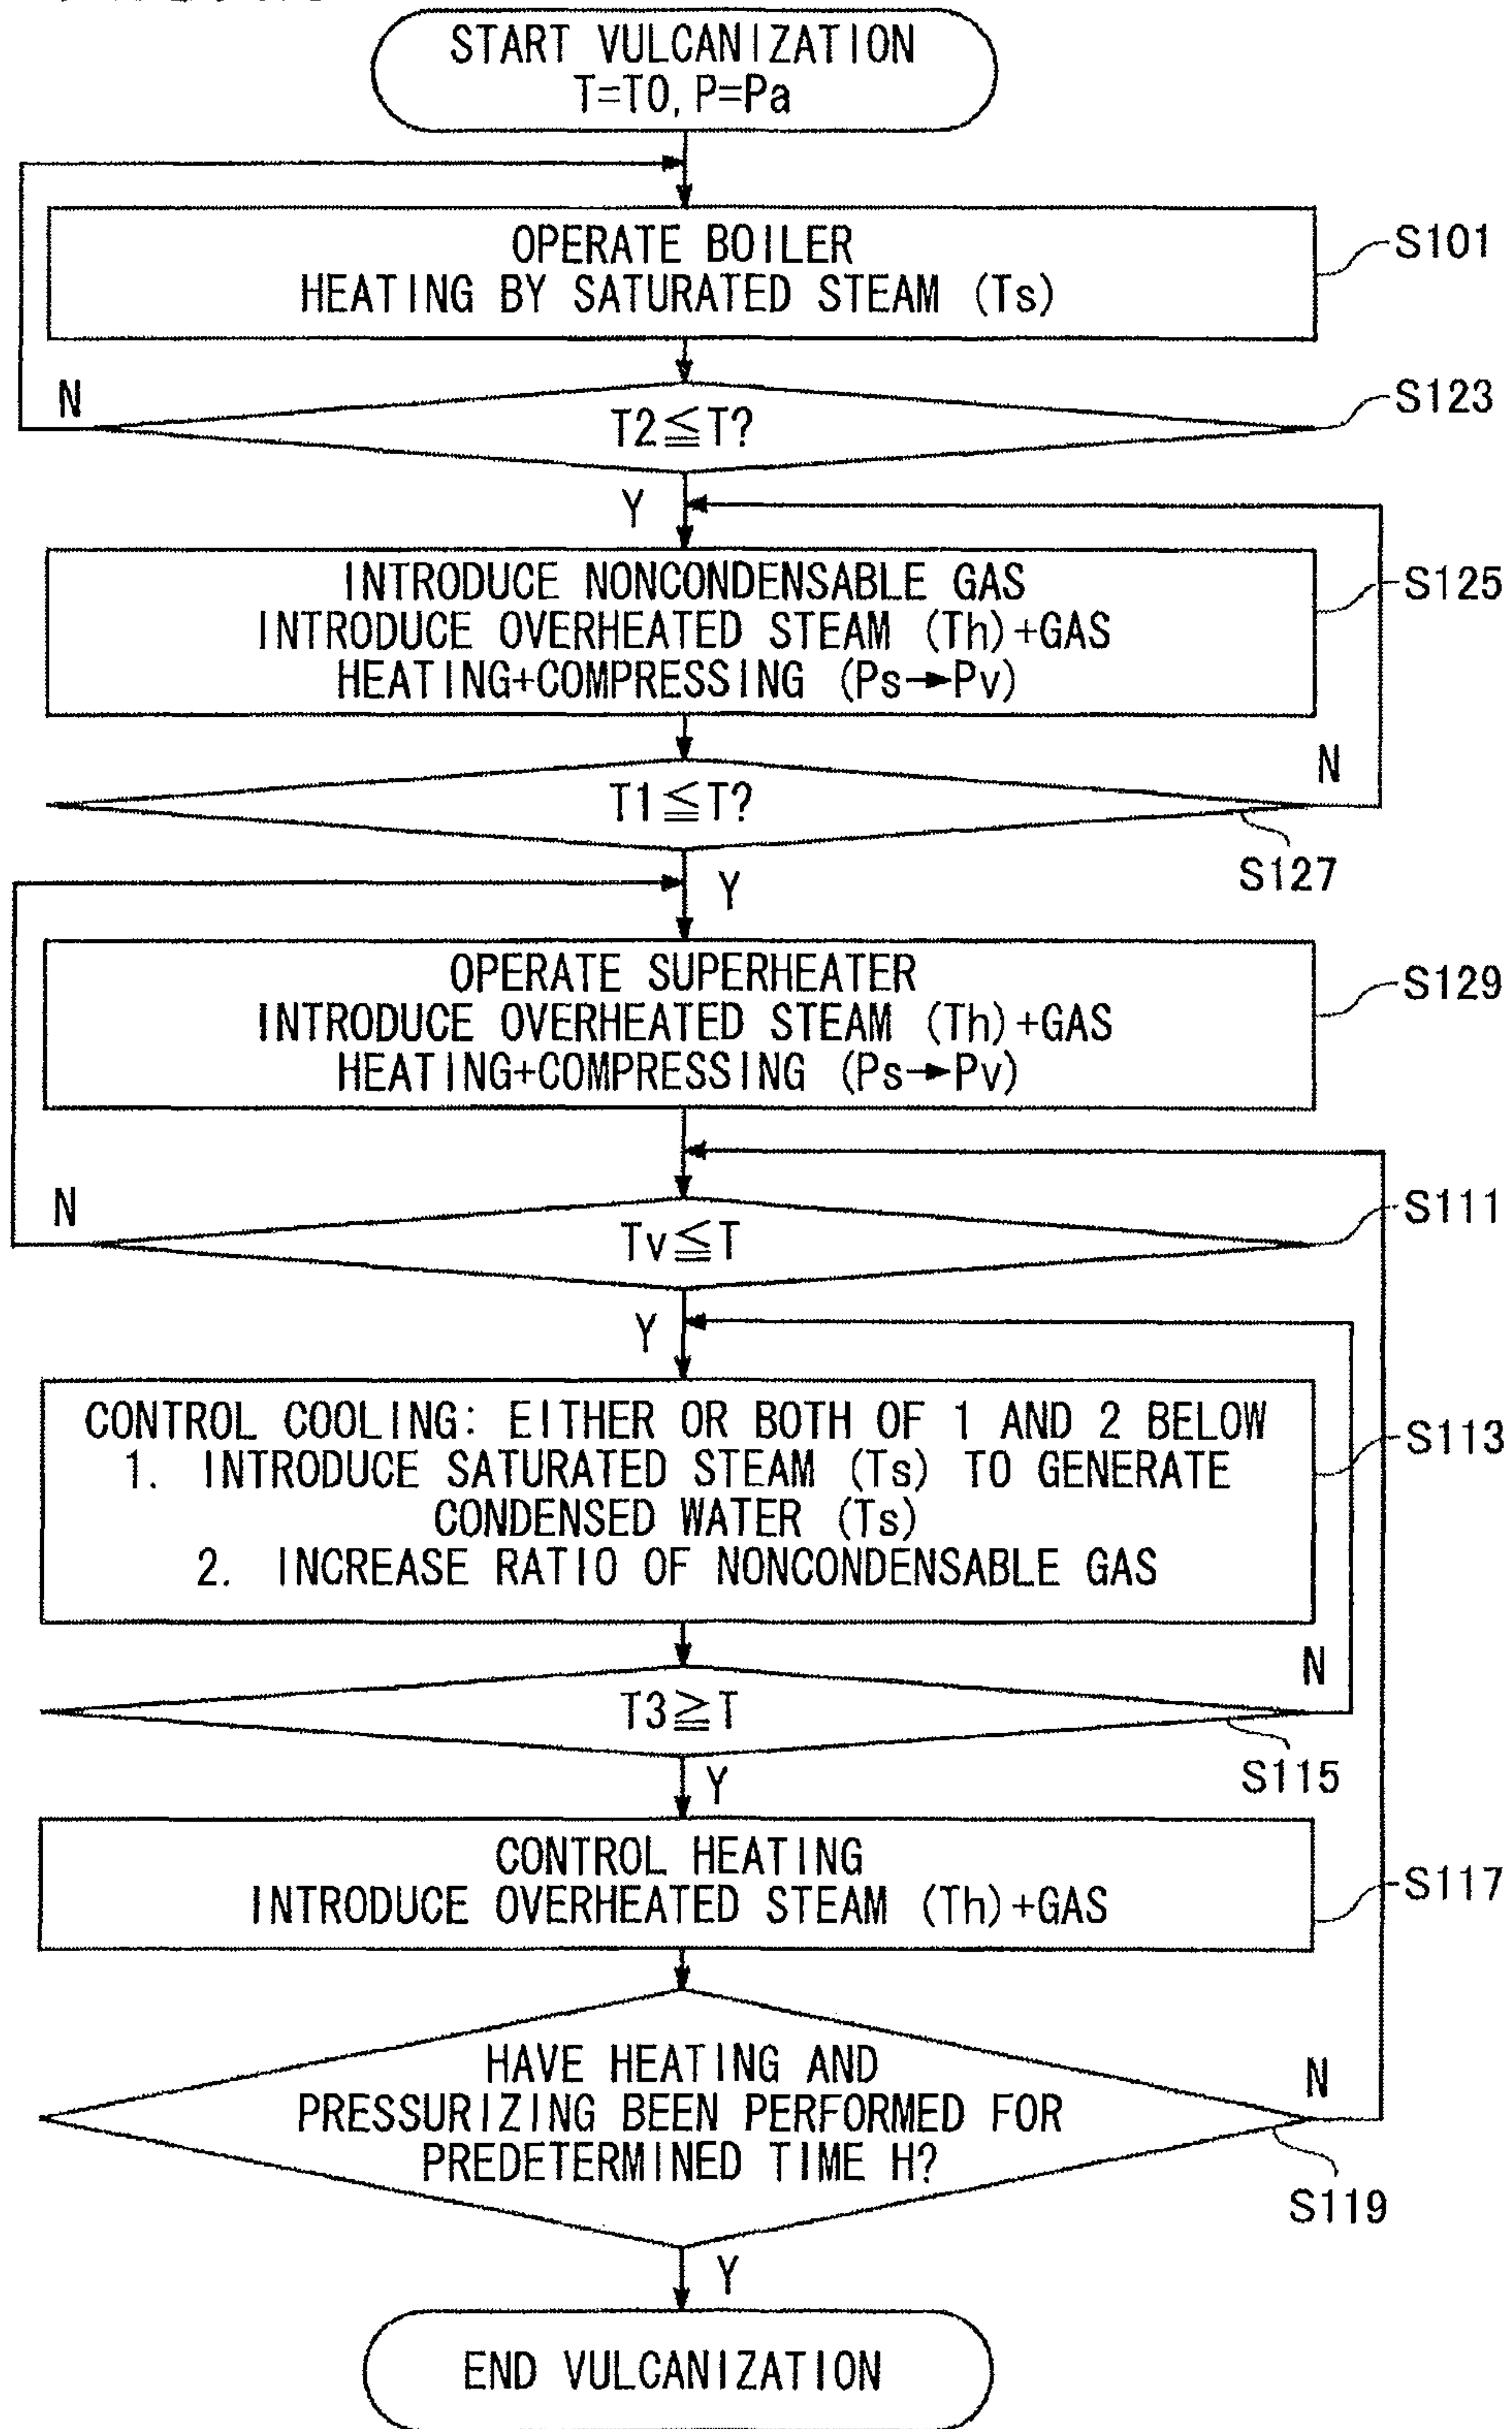 START VULCANIZATION
T=T0, P=Pa
OPERATE BOILER
HEATING BY SATURATED STEAM (Ts)
S101
N
T2≦T?
S123
Y
INTRODUCE NONCONDENSABLE GAS
INTRODUCE OVERHEATED STEAM (Th)+GAS
HEATING+COMPRESSING (Ps→Pv)
S125
T1≦T?
N
S127
Y
OPERATE SUPERHEATER
INTRODUCE OVERHEATED STEAM (Th)+GAS
HEATING+COMPRESSING (Ps→Pv)
S129
N
Tv≦T
S111
Y
CONTROL COOLING: EITHER OR BOTH OF 1 AND 2 BELOW
1. INTRODUCE SATURATED STEAM (Ts) TO GENERATE
CONDENSED WATER (Ts)
2. INCREASE RATIO OF NONCONDENSABLE GAS
S113
N
T3≧T
S115
Y
CONTROL HEATING
INTRODUCE OVERHEATED STEAM (Th)+GAS
S117
HAVE HEATING AND
PRESSURIZING BEEN PERFORMED FOR
PREDETERMINED TIME H?
N
S119
Y
END VULCANIZATION